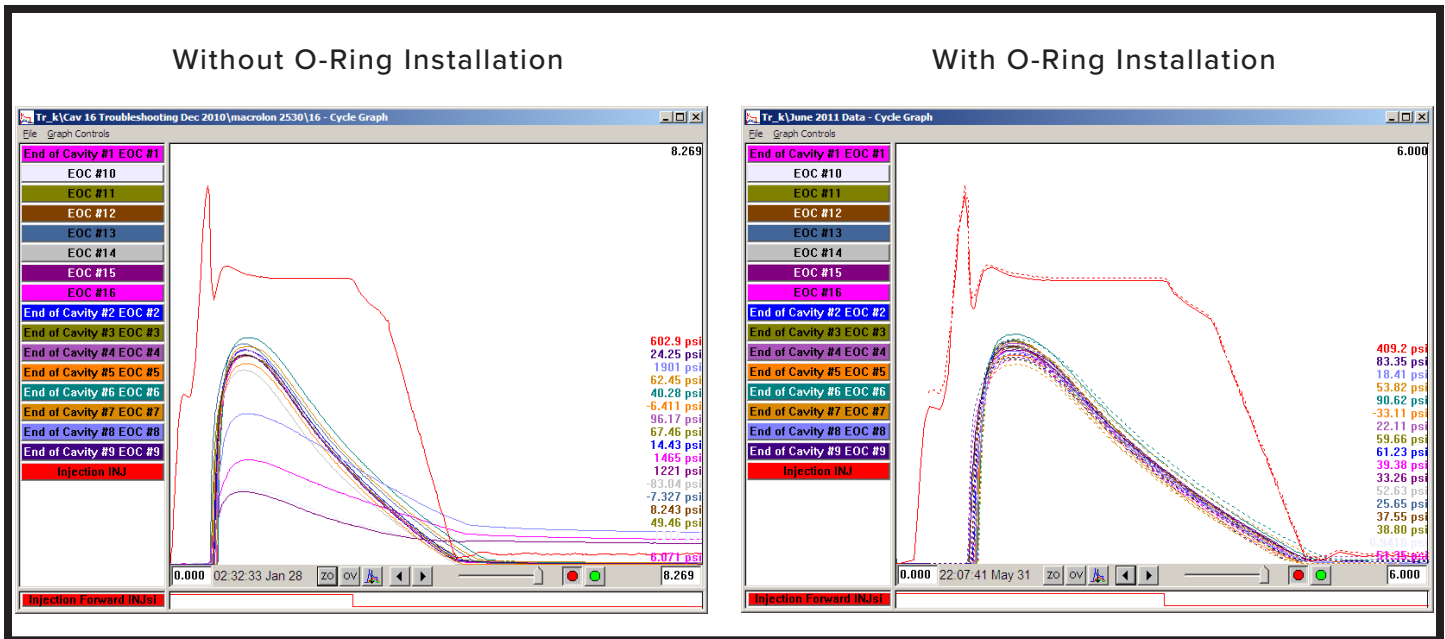 Without O-Ring Installation
Tr_k\Cav 16 Troubleshooting Dec 2010\macrolon 2530\16 - Cycle Graph
File Graph Controls
End of Cavity #1 EOC #1
EOC #10
EOC #11
EOC #12
EOC #13
EOC #14
EOC #15
EOC #16
End of Cavity #2 EOC #2
End of Cavity #3 EOC #3
End of Cavity #4 EOC #4
End of Cavity #5 EOC #5
End of Cavity #6 EOC #6
End of Cavity #7 EOC #7
End of Cavity #8 EOC #8
End of Cavity #9 EOC #9
Injection INJ
8.269
602.9 psi
24.25 psi
1901 psi
62.45 psi
40.28 psi
-6.411 psi
96.17 psi
67.46 psi
14.43 psi
1465 psi
1221 psi
-83.04 psi
-7.327 psi
8.243 psi
49.46 psi
6.071 psi
0.000 02:32:33 Jan 28 ZO OV 8.269
Injection Forward INJsi
With O-Ring Installation
Tr_k\June 2011 Data - Cycle Graph
File Graph Controls
End of Cavity #1 EOC #1
EOC #10
EOC #11
EOC #12
EOC #13
EOC #14
EOC #15
EOC #16
End of Cavity #2 EOC #2
End of Cavity #3 EOC #3
End of Cavity #4 EOC #4
End of Cavity #5 EOC #5
End of Cavity #6 EOC #6
End of Cavity #7 EOC #7
End of Cavity #8 EOC #8
End of Cavity #9 EOC #9
Injection INJ
6.000
409.2 psi
83.35 psi
18.41 psi
53.82 psi
90.62 psi
-33.11 psi
22.11 psi
59.66 psi
61.23 psi
39.38 psi
33.26 psi
52.63 psi
25.65 psi
37.55 psi
38.80 psi
51.35 psi
0.000 22:07:41 May 31 ZO OV 6.000
Injection Forward INJsi